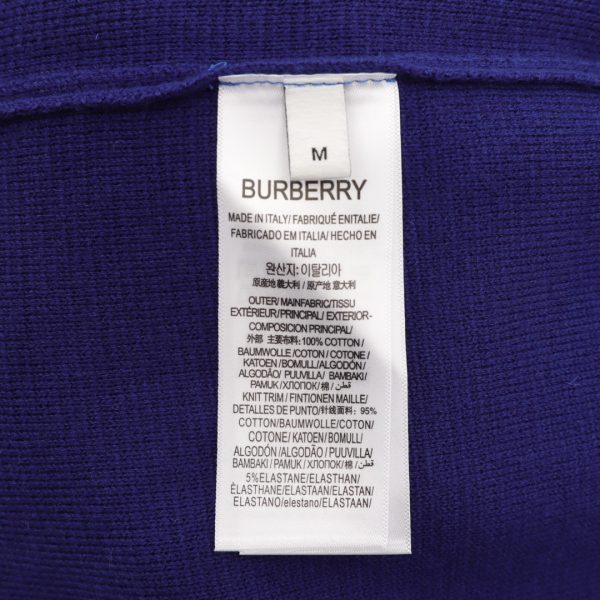 M
BURBERRY
MADE IN ITALY/ FABRIQUÉ ENITALIE/
FABRICADO EM ITALIA/ HECHO EN
ITALIA
완산지: 이탈리아
原産地 義大利 / 原产地 意大利
OUTER/ MAINFABRIC/TISSU
EXTÉRIEUR/PRINCIPAL/ EXTERIOR-
COMPOSICION PRINCIPAL/
外部 主要布料: 100% COTTON/
BAUMWOLLE/COTON / COTONE/
KATOEN/ BOMULL/ ALGODÓN/
ALGODÃO/ PUUVILLA/ BAMBAKI/
PAMUK /ХЛОПОК/ 棉/ قطن/
KNIT TRIM / FINTIONEN MAILLE/
DETALLES DE PUNTO/ 针线面料: 95%
COTTON/BAUMWOLLE/COTON/
COTONE/ KATOEN/ BOMULL/
ALGODÓN /ALGODÃO / PUUVILLA/
BAMBAKI / PAMUK / ХЛОПОК/棉/ قطن/
5%ELASTANE/ELASTHAN/
ÉLASTHANE/ELASTAAN/ELASTAN/
ELASTANO/elestano/ELASTAAN/